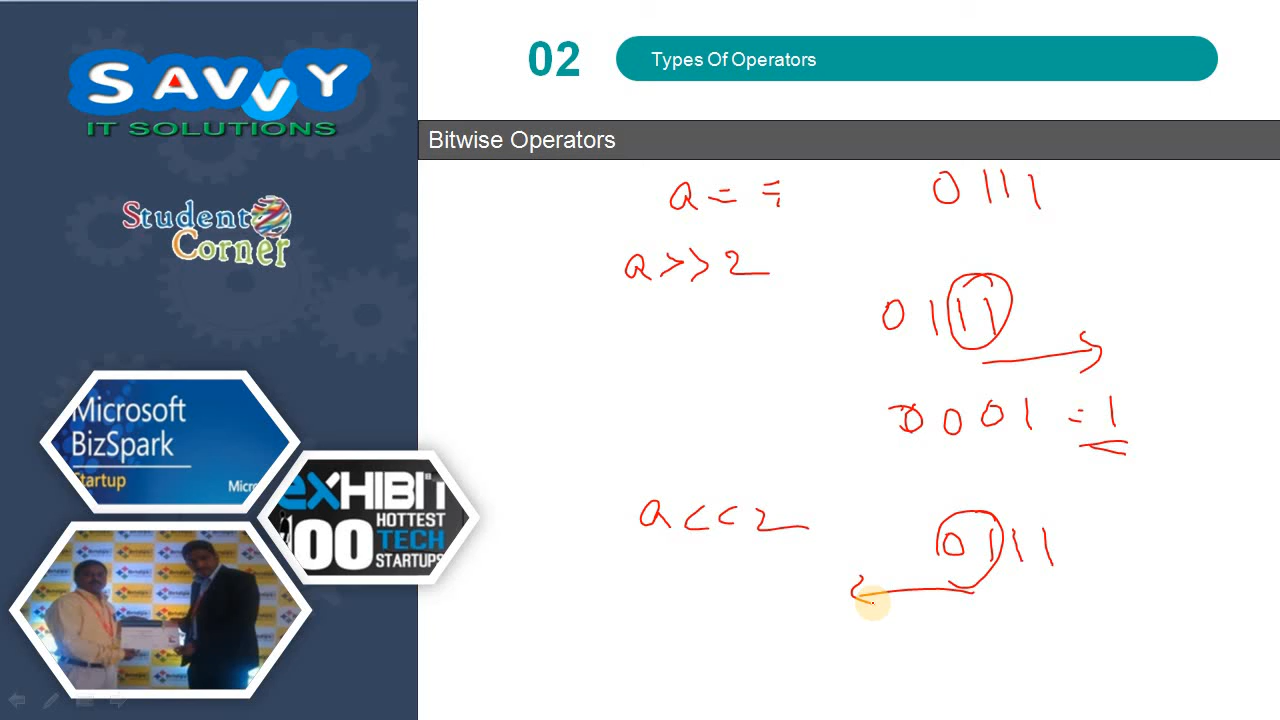 SAVVY
IT SOLUTIONS
Student
Corner
Microsoft
BizSpark
Startup
Micro
eXHIBIT
100
HOTTEST
TECH
STARTUPS
02
Types Of Operators
Bitwise Operators
a = 7
0111
a >> 2
0111
0001 = 1
a << 2
0111